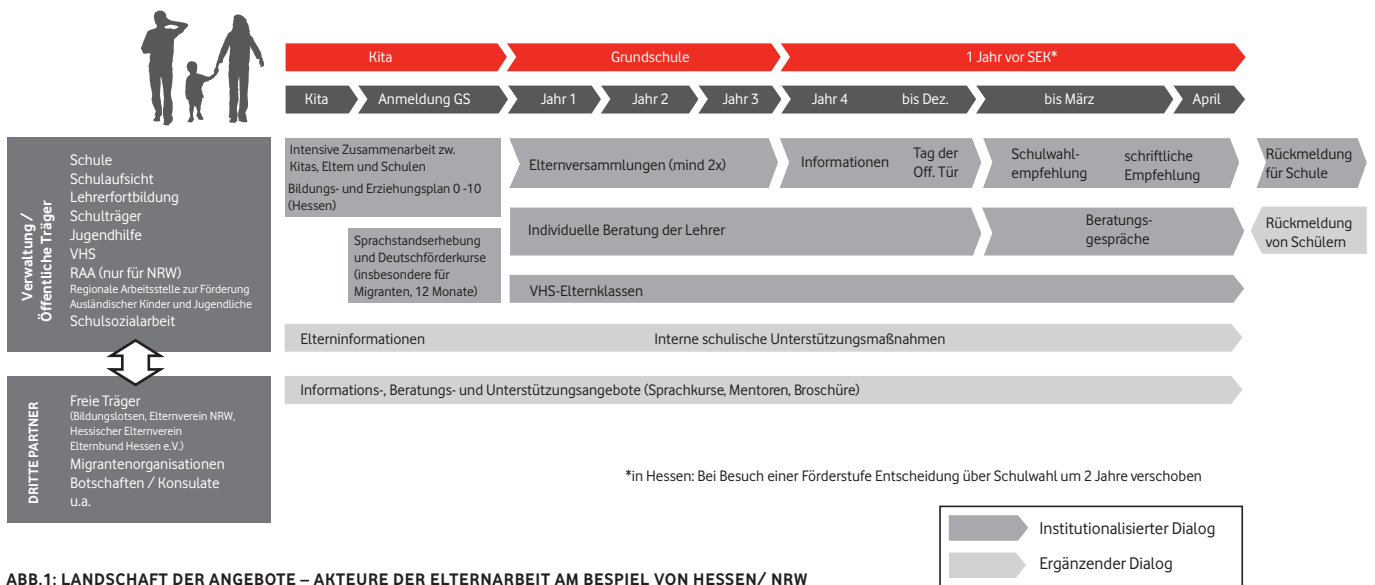 Kita
Grundschule
1 Jahr vor SEK*
Kita
Anmeldung GS
Jahr 1
Jahr 2
Jahr 3
Jahr 4
bis Dez.
bis März
April
Verwaltung /
Öffentliche Träger
Schule
Schulaufsicht
Lehrerfortbildung
Schulträger
Jugendhilfe
VHS
RAA (nur für NRW)
Regionale Arbeitsstelle zur Förderung
Ausländischer Kinder und Jugendliche
Schulsozialarbeit
Intensive Zusammenarbeit zw.
Kitas, Eltern und Schulen
Bildungs- und Erziehungsplan 0 -10
(Hessen)
Elternversammlungen (mind 2x)
Informationen
Tag der
Off. Tür
Schulwahl-
empfehlung
schriftliche
Empfehlung
Rückmeldung
für Schule
Sprachstandserhebung
und Deutschförderkurse
(insbesondere für
Migranten, 12 Monate)
Individuelle Beratung der Lehrer
Beratungs-
gespräche
Rückmeldung
von Schülern
VHS-Elternklassen
Elterninformationen
Interne schulische Unterstützungsmaßnahmen
DRITTE PARTNER
Freie Träger
(Bildungslotsen, Elternverein NRW,
Hessischer Elternverein
Elternbund Hessen e.V.)
Migrantenorganisationen
Botschaften / Konsulate
u.a.
Informations-, Beratungs- und Unterstützungsangebote (Sprachkurse, Mentoren, Broschüre)
*in Hessen: Bei Besuch einer Förderstufe Entscheidung über Schulwahl um 2 Jahre verschoben
Institutionalisierter Dialog
Ergänzender Dialog
ABB.1: LANDSCHAFT DER ANGEBOTE – AKTEURE DER ELTERNARBEIT AM BESPIEL VON HESSEN/ NRW